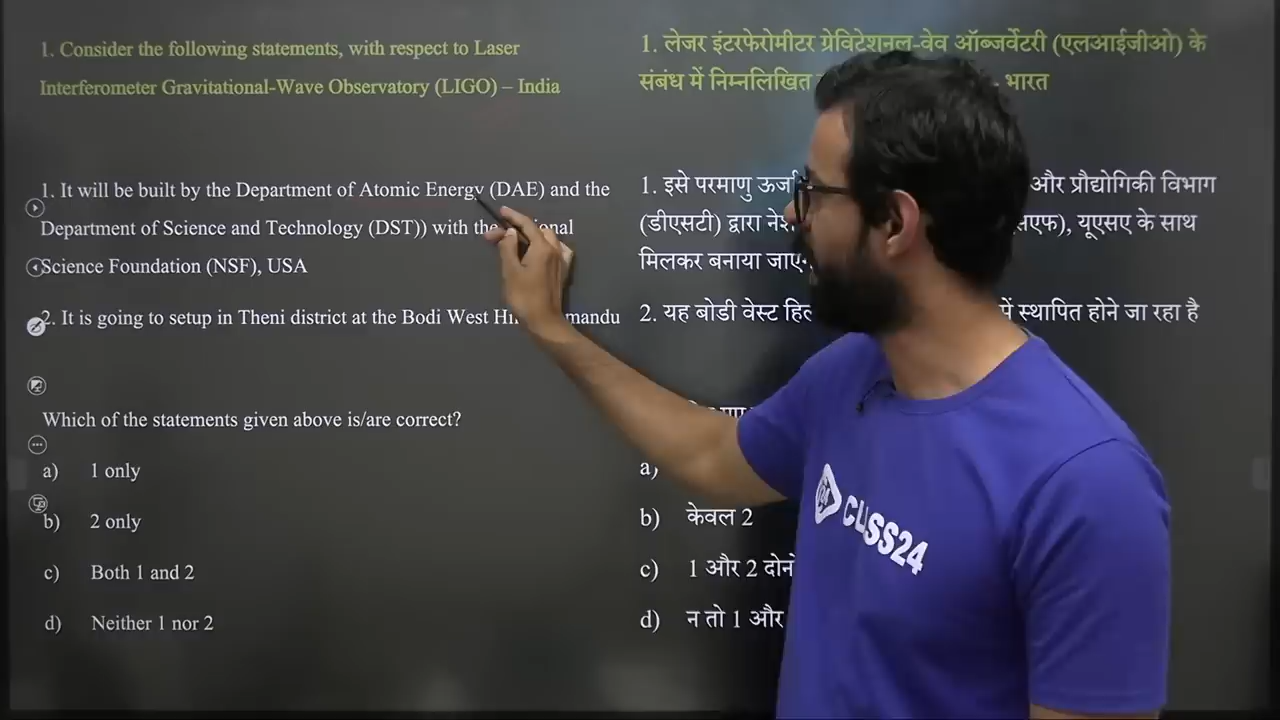 1. Consider the following statements, with respect to Laser
Interferometer Gravitational-Wave Observatory (LIGO) – India
1. It will be built by the Department of Atomic Energy (DAE) and the
Department of Science and Technology (DST)) with the
Science Foundation (NSF), USA
2. It is going to setup in Theni district at the Bodi West
Which of the statements given above is/are correct?
a) 1 only
b) 2 only
c) Both 1 and 2
d) Neither 1 nor 2
1. लेजर इंटरफेरोमीटर ग्रेविटेशनल-वेव ऑब्जर्वेटरी (एलआईजीओ) के
संबंध में निम्नलिखित - भारत
1. इसे परमाणु और प्रौद्योगिकी विभाग
(डीएसटी) द्वारा यूएसए के साथ
मिलकर बनाया
2. यह बोडी वेस्ट में स्थापित होने जा रहा है
a)
b) केवल 2
c) 1 और 2 दोनों
d) न तो 1 और
CLASS24